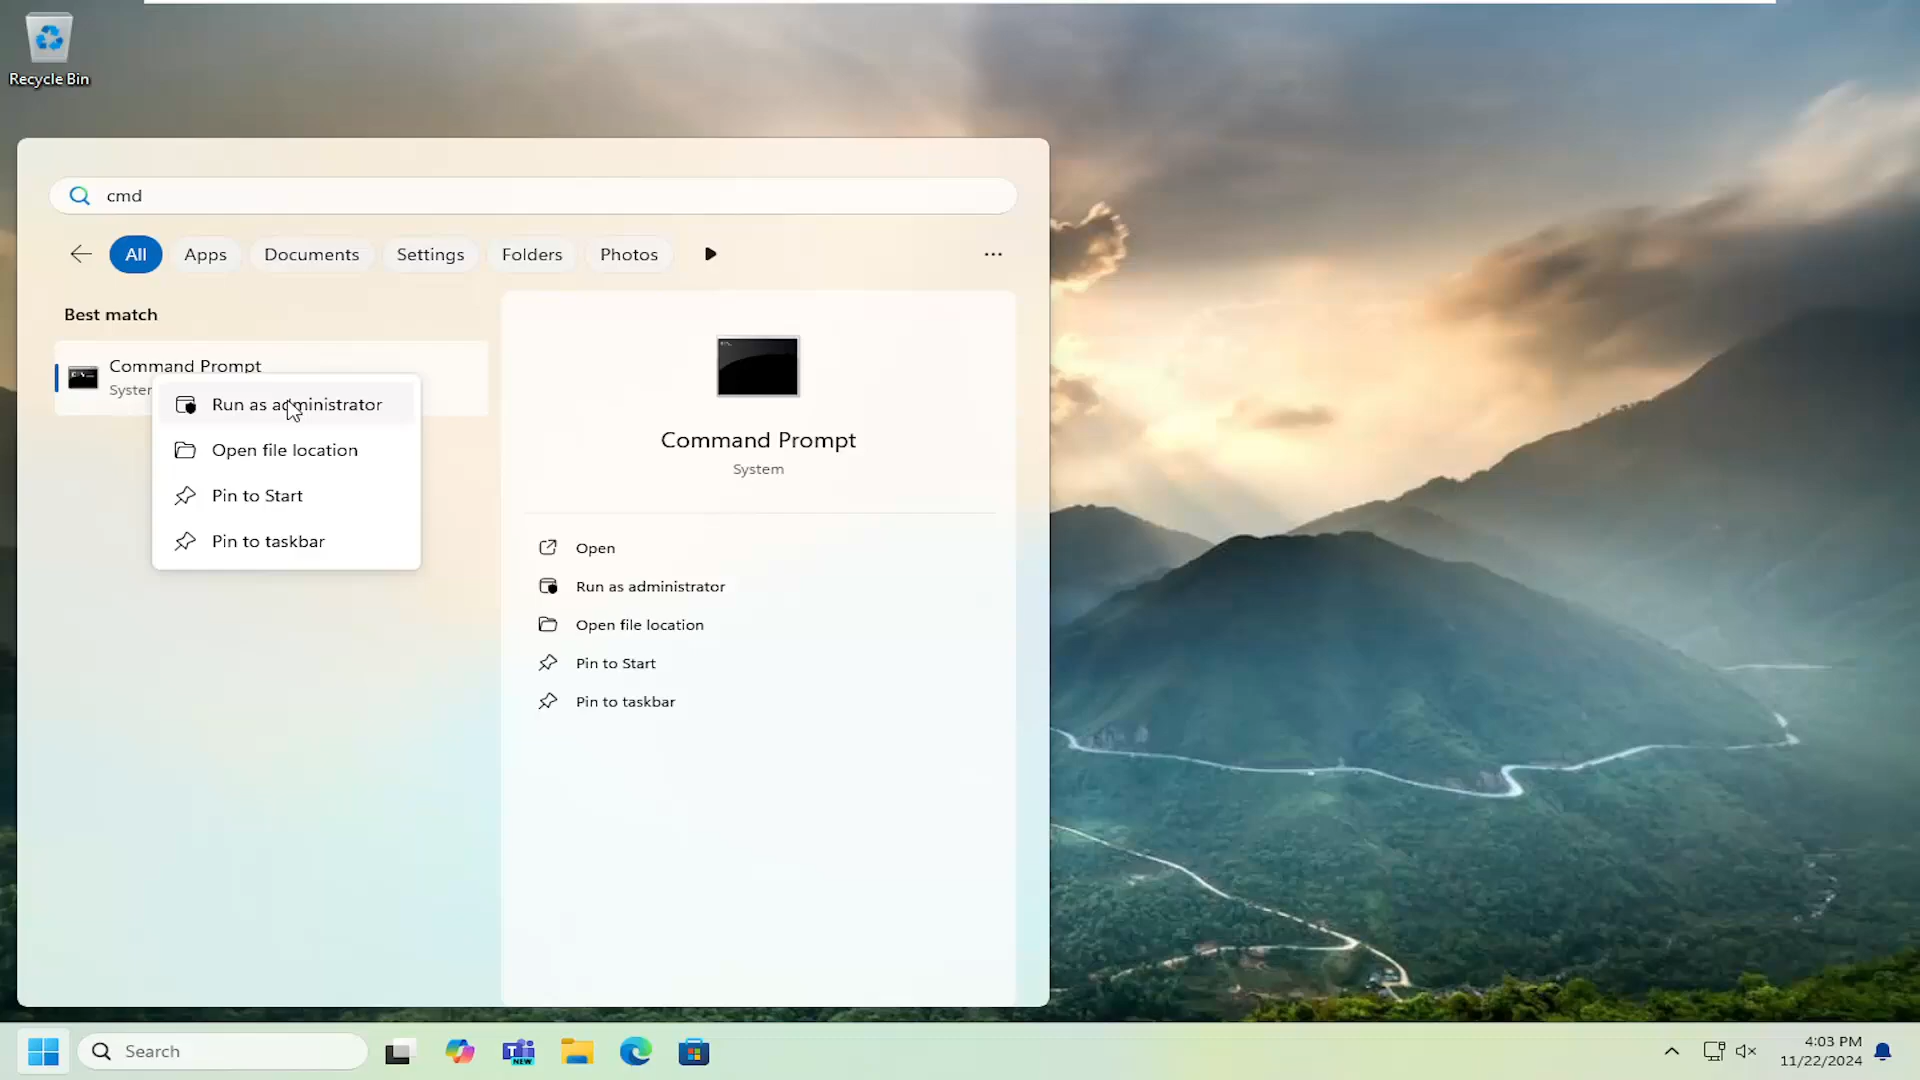 Recycle Bin
cmd
All Apps Documents Settings Folders Photos
Best match
Command Prompt
System
Run as administrator
Open file location
Pin to Start
Pin to taskbar
Command Prompt
System
Open
Run as administrator
Open file location
Pin to Start
Pin to taskbar
Search
NEW
4:03 PM
11/22/2024